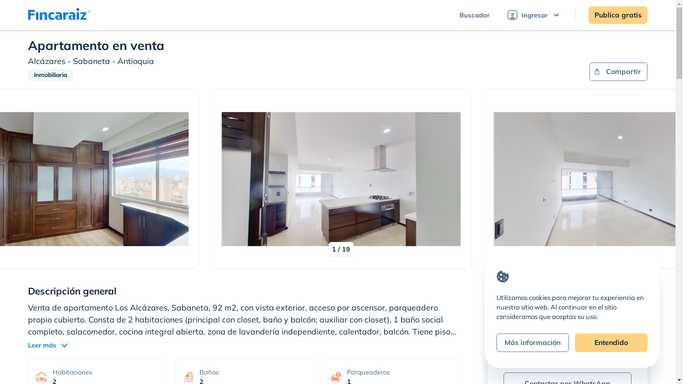 Fincaraiz
Buscador
Ingresar
Publica gratis
Apartamento en venta
Alcázares - Sabaneta - Antioquia
Inmobiliaria
Compartir
1 / 19
Descripción general
Venta de apartamento Los Alcázares, Sabaneta, 92 m2, con vista exterior, acceso por ascensor, parqueadero
propio cubierto. Consta de 2 habitaciones (principal con closet, baño y balcón; auxiliar con closet), 1 baño social
completo, salacomedor, cocina integral abierta, zona de lavandería independiente, calentador, balcón. Tiene piso...
Leer más
Habitaciones
2
Baños
2
Parqueaderos
1
Utilizamos cookies para mejorar tu experiencia en
nuestro sitio web. Al continuar en el sitio
consideramos que aceptas su uso.
Más información
Entendido
Contactar por WhatsApp